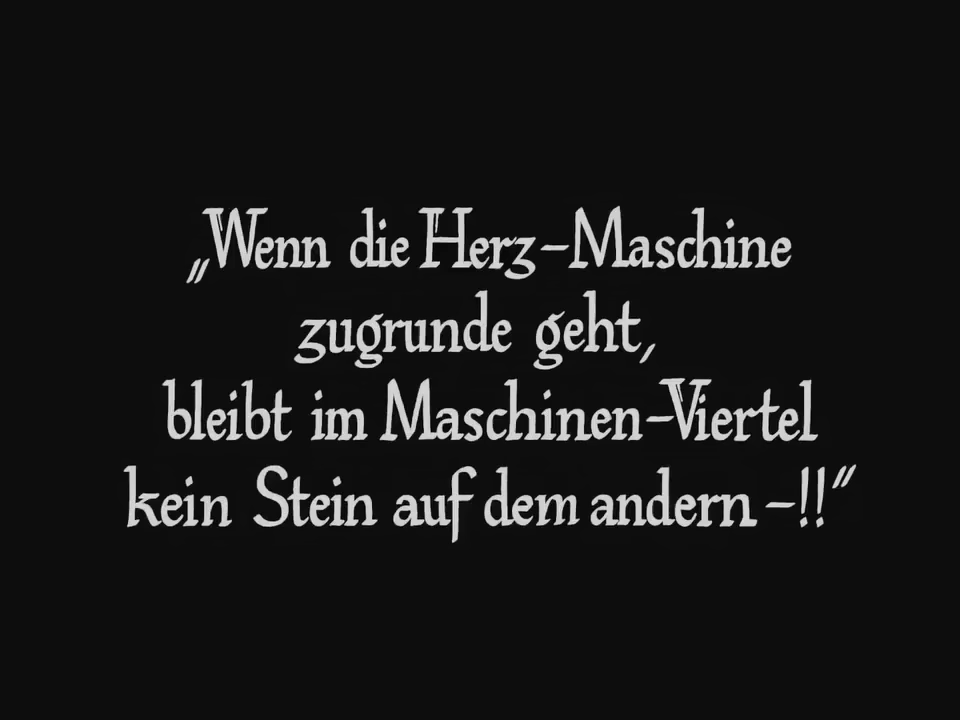 „Wenn die Herz-Maschine
zugrunde geht,
bleibt im Maschinen-Viertel
kein Stein auf dem andern-!!“